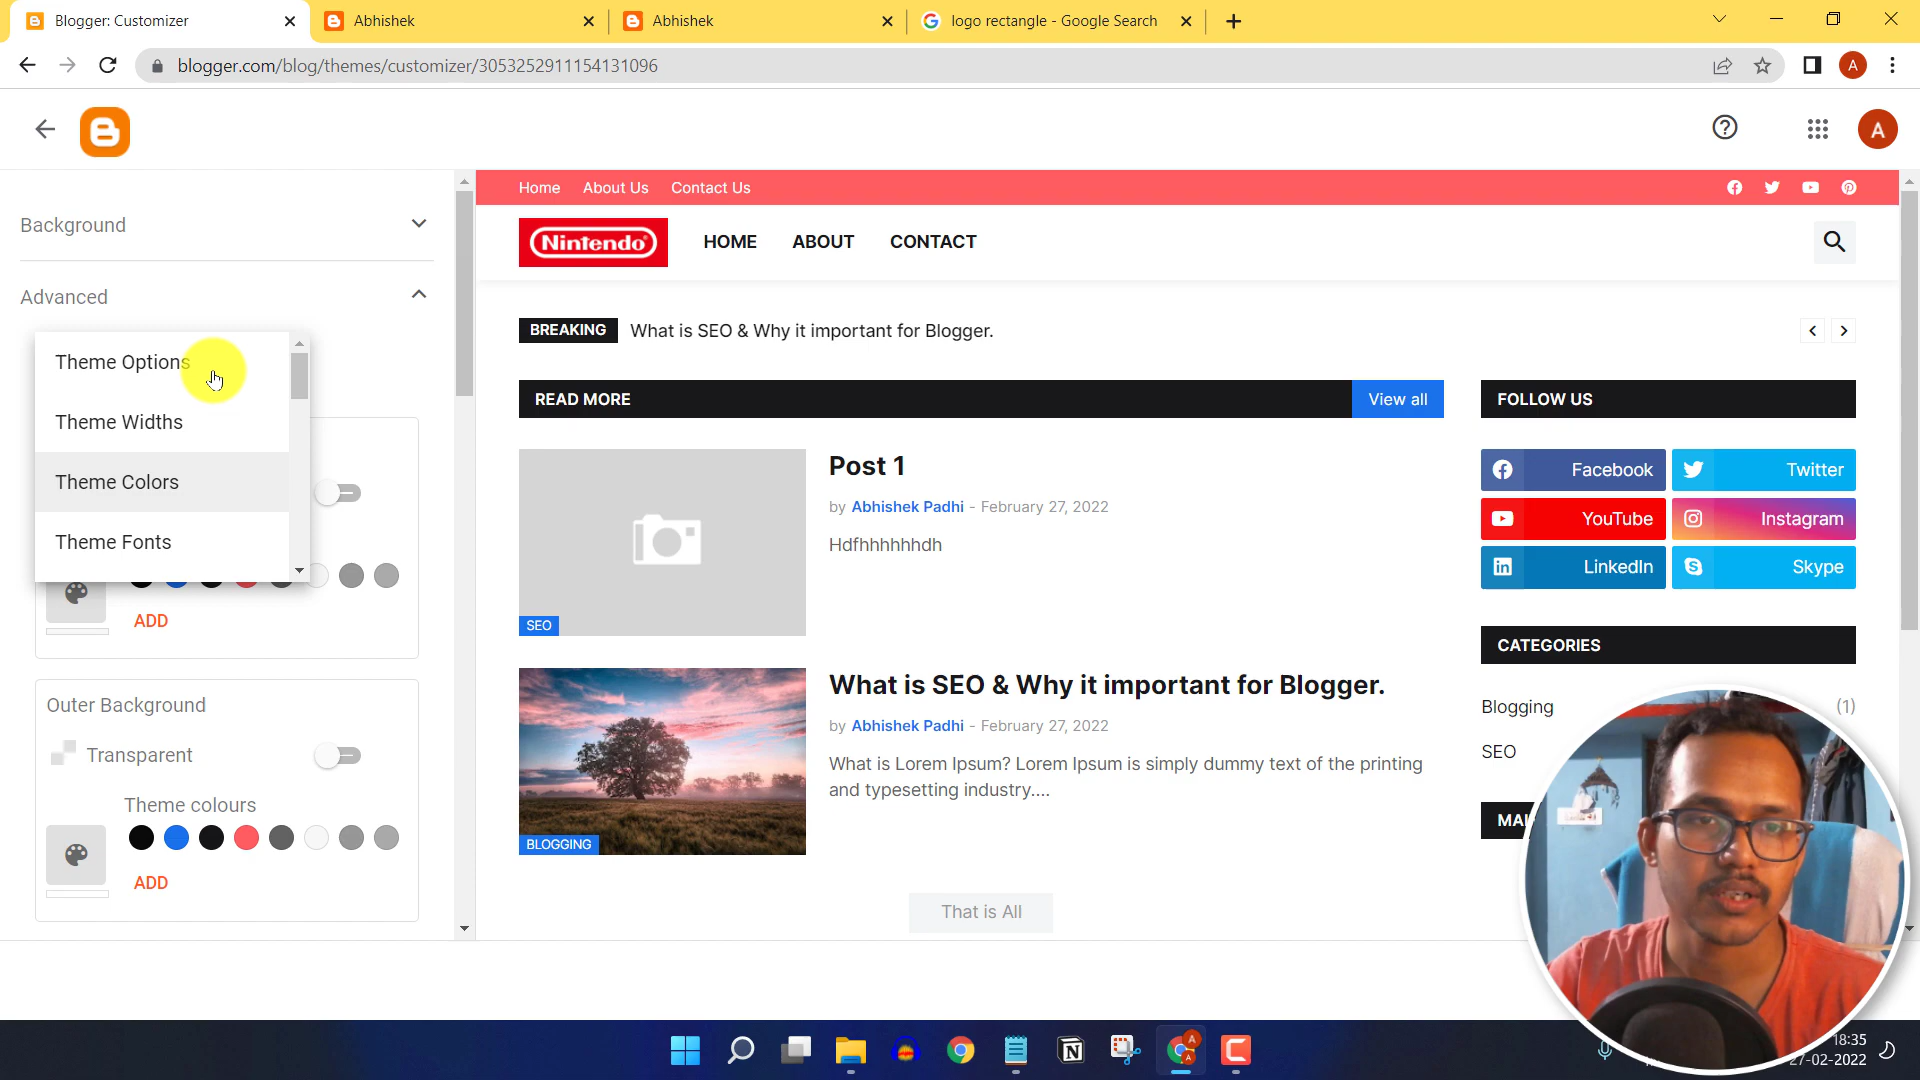 Blogger: Customizer
Abhishek
Abhishek
logo rectangle - Google Search
blogger.com/blog/themes/customizer/3053252911154131096
A
A
Background
Advanced
Theme Options
Theme Widths
Theme Colors
Theme Fonts
ADD
Outer Background
Transparent
Theme colours
ADD
Home About Us Contact Us
Nintendo
HOME ABOUT CONTACT
BREAKING What is SEO & Why it important for Blogger.
READ MORE View all
Post 1
by Abhishek Padhi - February 27, 2022
Hdfhhhhhhdh
SEO
What is SEO & Why it important for Blogger.
by Abhishek Padhi - February 27, 2022
What is Lorem Ipsum? Lorem Ipsum is simply dummy text of the printing
and typesetting industry....
BLOGGING
That is All
FOLLOW US
Facebook Twitter
YouTube Instagram
LinkedIn Skype
CATEGORIES
Blogging (1)
SEO
18:35
27-02-2022